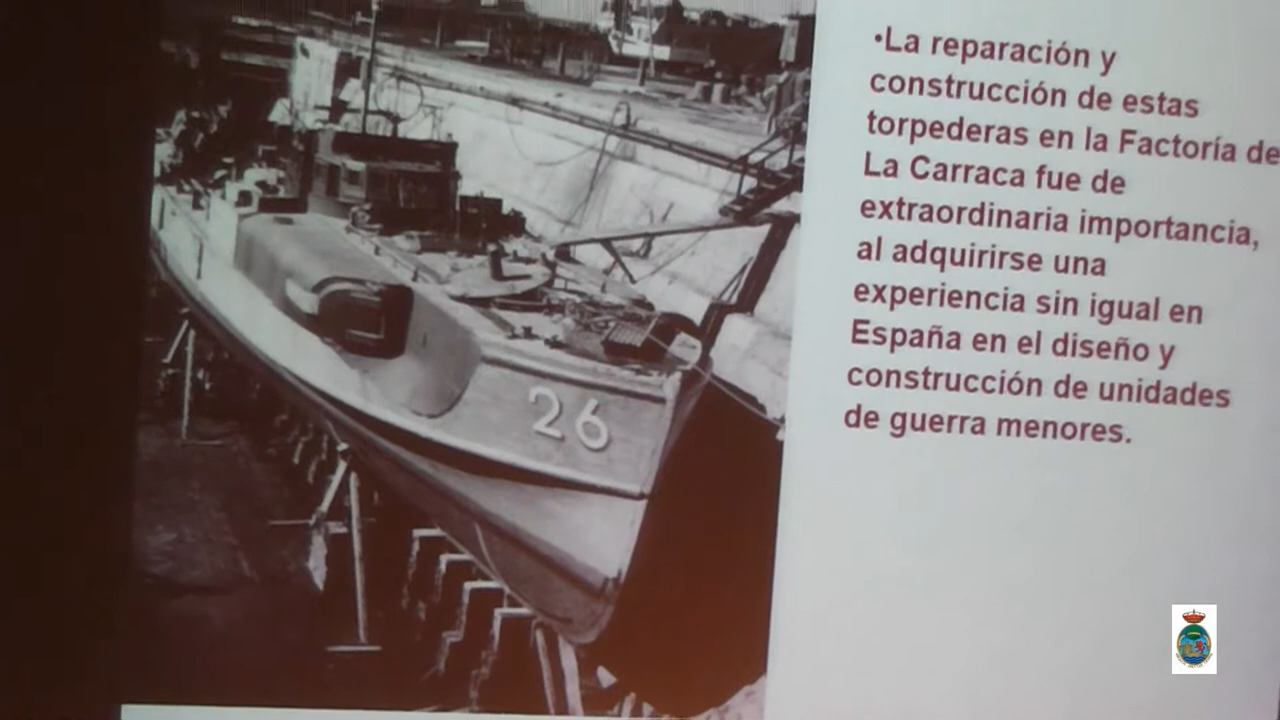 •La reparación y
construcción de estas
torpederas en la Factoría de
La Carraca fue de
extraordinaria importancia,
al adquirirse una
experiencia sin igual en
España en el diseño y
construcción de unidades
de guerra menores.
26